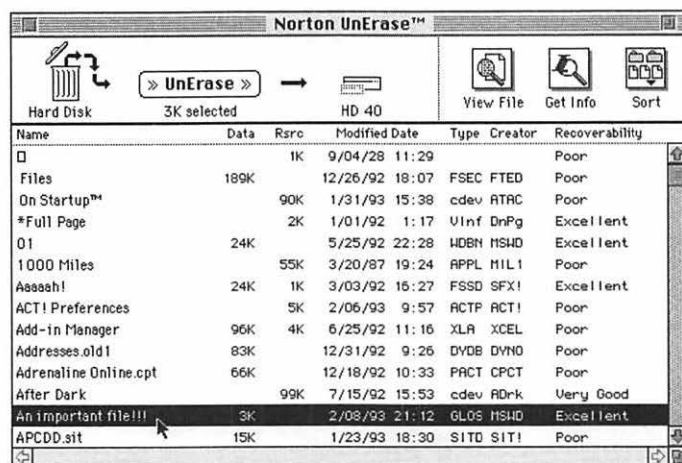 Norton UnErase™
Hard Disk
» UnErase »
3K selected
HD 40
View File
Get Info
Sort
Name Data Rsrc Modified Date Type Creator Recoverability
1K 9/04/28 11:29 Poor
Files 189K 12/26/92 18:07 FSEC FTED Poor
On Startup™ 90K 1/31/93 15:38 cdev ATAC Poor
*Full Page 2K 1/01/92 1:17 VInf DnPg Excellent
01 24K 5/25/92 22:28 WDBN MSWD Excellent
1000 Miles 55K 3/20/87 19:24 APPL MIL1 Poor
Aaaaah! 24K 1K 3/03/92 16:27 FSSD SFX! Excellent
ACT! Preferences 5K 2/06/93 9:57 ACTP ACT! Poor
Add-in Manager 96K 4K 6/25/92 11:16 XLA XCEL Poor
Addresses.old1 83K 12/31/92 9:26 DYDB DYNO Poor
Adrenaline Online.cpt 66K 12/18/92 10:33 PACT CPCT Poor
After Dark 99K 7/15/92 15:53 cdev ADrk Very Good
An important file!!! 3K 2/08/93 21:12 GLOS MSWD Excellent
APCDD.sit 15K 1/23/93 18:30 SITD SIT! Poor